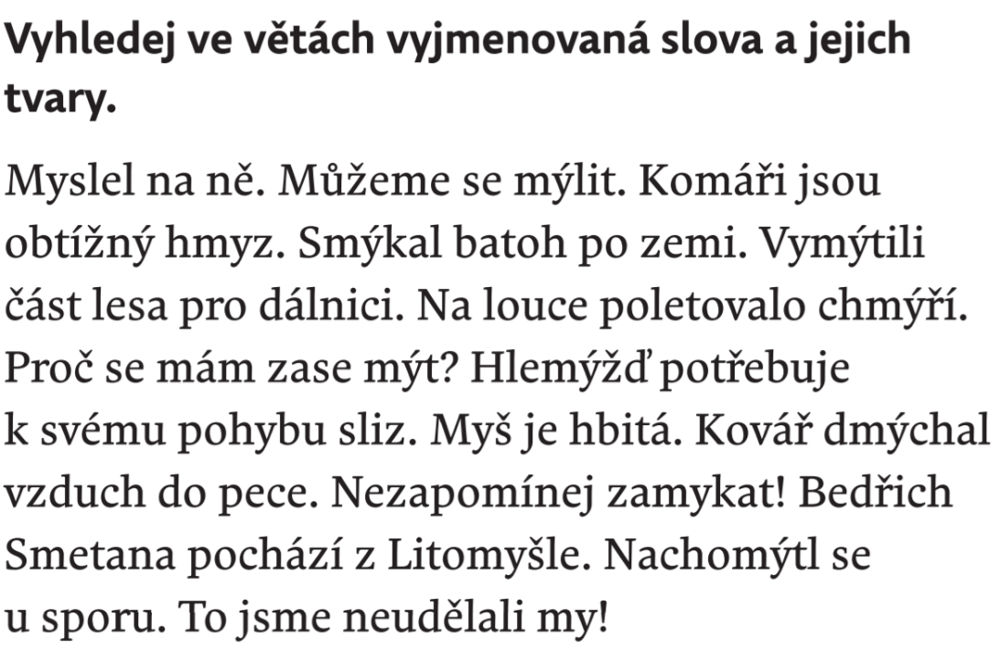 Vyhledej ve větách vyjmenovaná slova a jejich
tvary.
Myslel na ně. Můžeme se mýlit. Komáři jsou
obtížný hmyz. Smýkal batoh po zemi. Vymýtili
část lesa pro dálnici. Na louce poletovalo chmýří.
Proč se mám zase mýt? Hlemýžď potřebuje
k svému pohybu sliz. Myš je hbitá. Kovář dmýchal
vzduch do pece. Nezapomínej zamykat! Bedřich
Smetana pochází z Litomyšle. Nachomýtl se
u sporu. To jsme neudělali my!